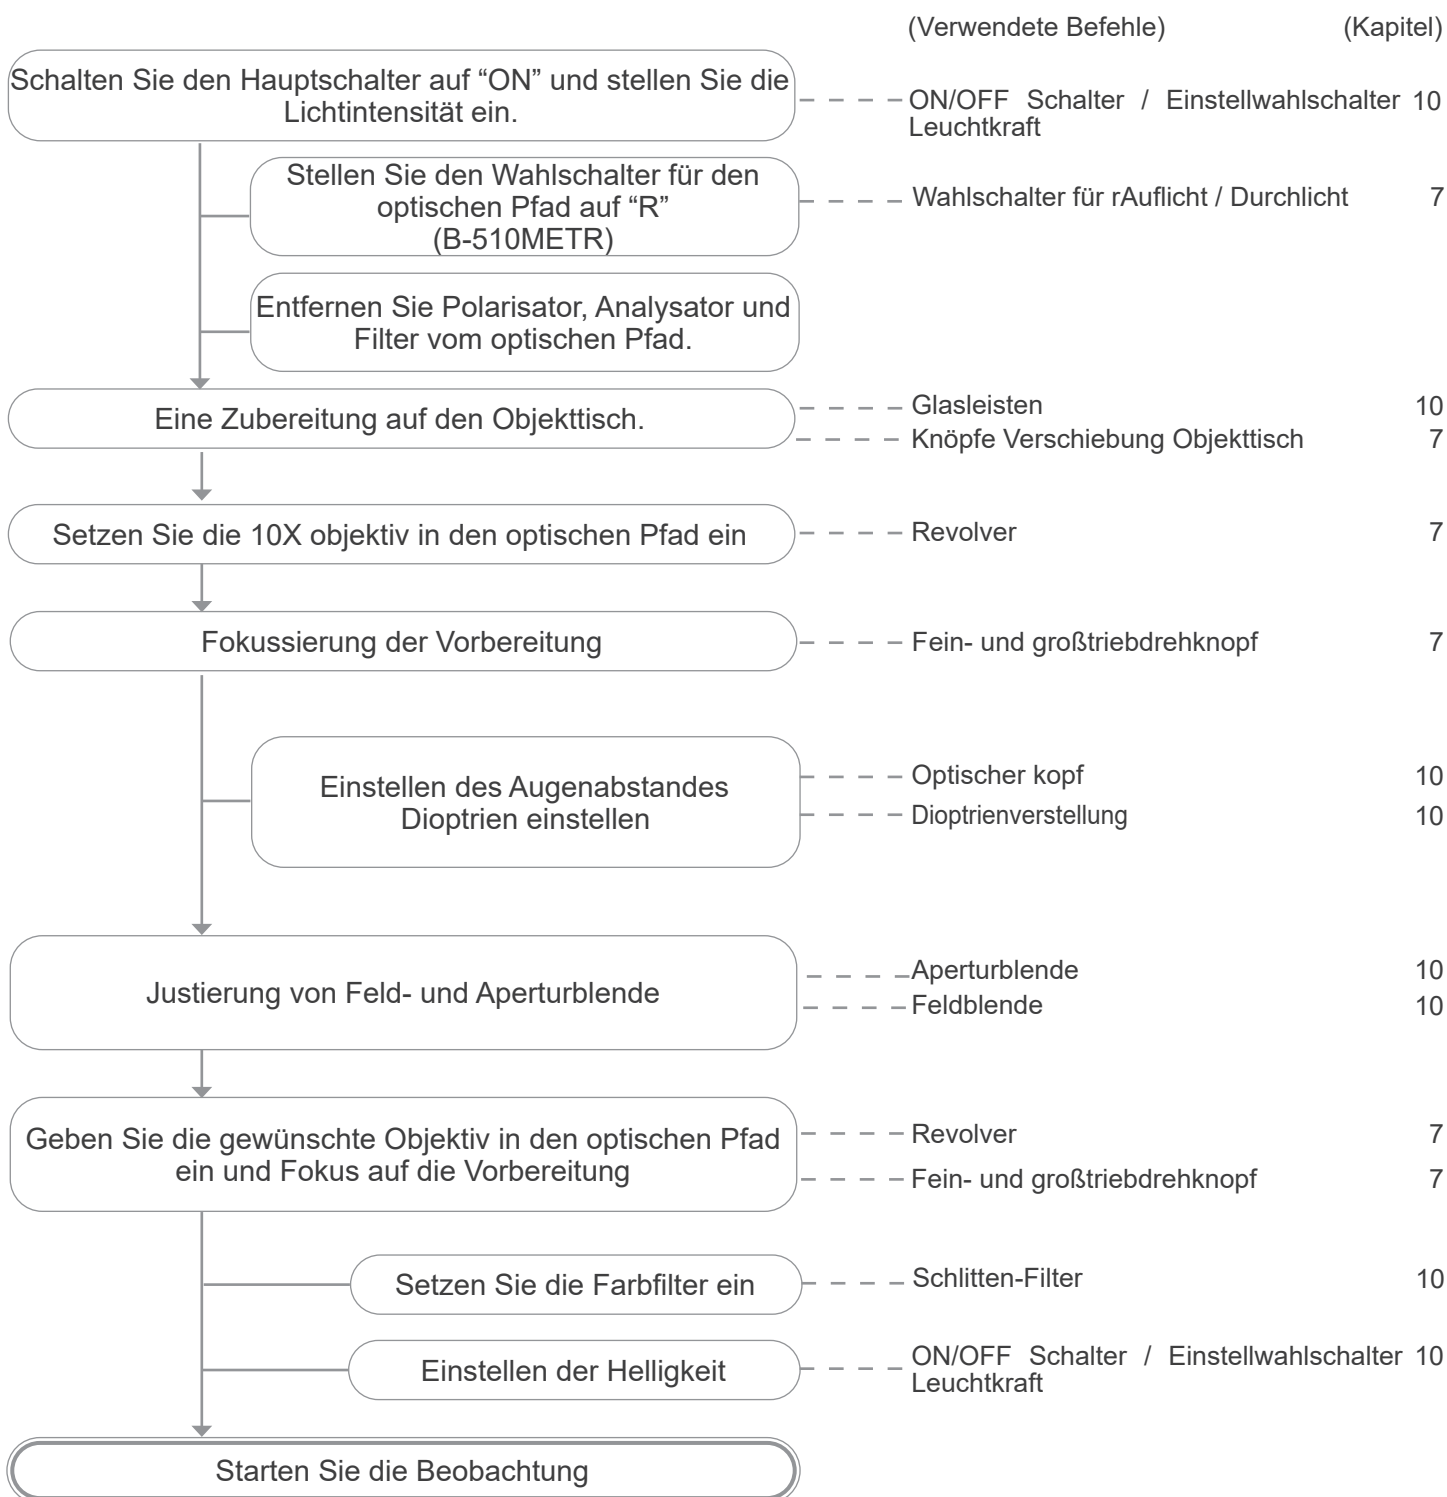 (Verwendete Befehle) (Kapitel)
Schalten Sie den Hauptschalter auf “ON” und stellen Sie die
Lichtintensität ein.
ON/OFF Schalter / Einstellwahlschalter 10
Leuchtkraft
Stellen Sie den Wahlschalter für den
optischen Pfad auf “R”
(B-510METR)
Wahlschalter für rAuflicht / Durchlicht 7
Entfernen Sie Polarisator, Analysator und
Filter vom optischen Pfad.
Eine Zubereitung auf den Objekttisch.
Glasleisten 10
Knöpfe Verschiebung Objekttisch 7
Setzen Sie die 10X objektiv in den optischen Pfad ein
Revolver 7
Fokussierung der Vorbereitung
Fein- und großtriebdrehknopf 7
Einstellen des Augenabstandes
Dioptrien einstellen
Optischer kopf 10
Dioptrienverstellung 10
Justierung von Feld- und Aperturblende
Aperturblende 10
Feldblende 10
Geben Sie die gewünschte Objektiv in den optischen Pfad
ein und Fokus auf die Vorbereitung
Revolver 7
Fein- und großtriebdrehknopf 7
Setzen Sie die Farbfilter ein
Schlitten-Filter 10
Einstellen der Helligkeit
ON/OFF Schalter / Einstellwahlschalter 10
Leuchtkraft
Starten Sie die Beobachtung